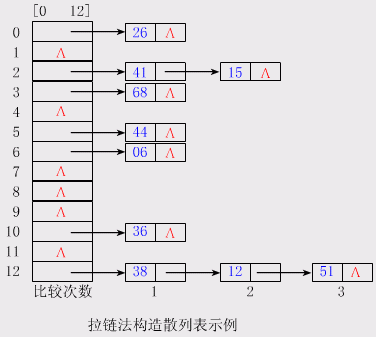 [0 12]
0 26 Λ
1 Λ
2 41 15 Λ
3 68 Λ
4 Λ
5 44 Λ
6 06 Λ
7 Λ
8 Λ
9 Λ
10 36 Λ
11 Λ
12 38 12 51 Λ
比较次数 1 2 3
拉链法构造散列表示例